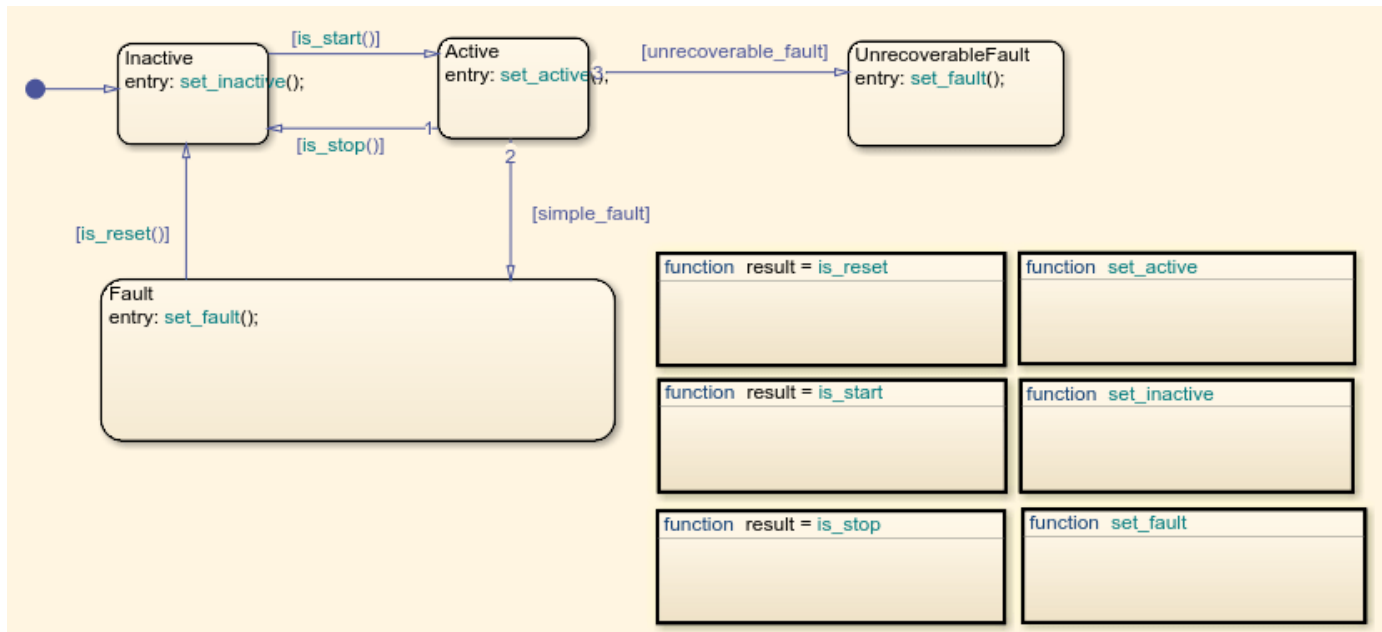 [is_start()]
Inactive
entry: set_inactive();
Active
entry: set_active();
3
[unrecoverable_fault]
UnrecoverableFault
entry: set_fault();
1
[is_stop()]
2
[simple_fault]
[is_reset()]
Fault
entry: set_fault();
function result = is_reset
function set_active
function result = is_start
function set_inactive
function result = is_stop
function set_fault